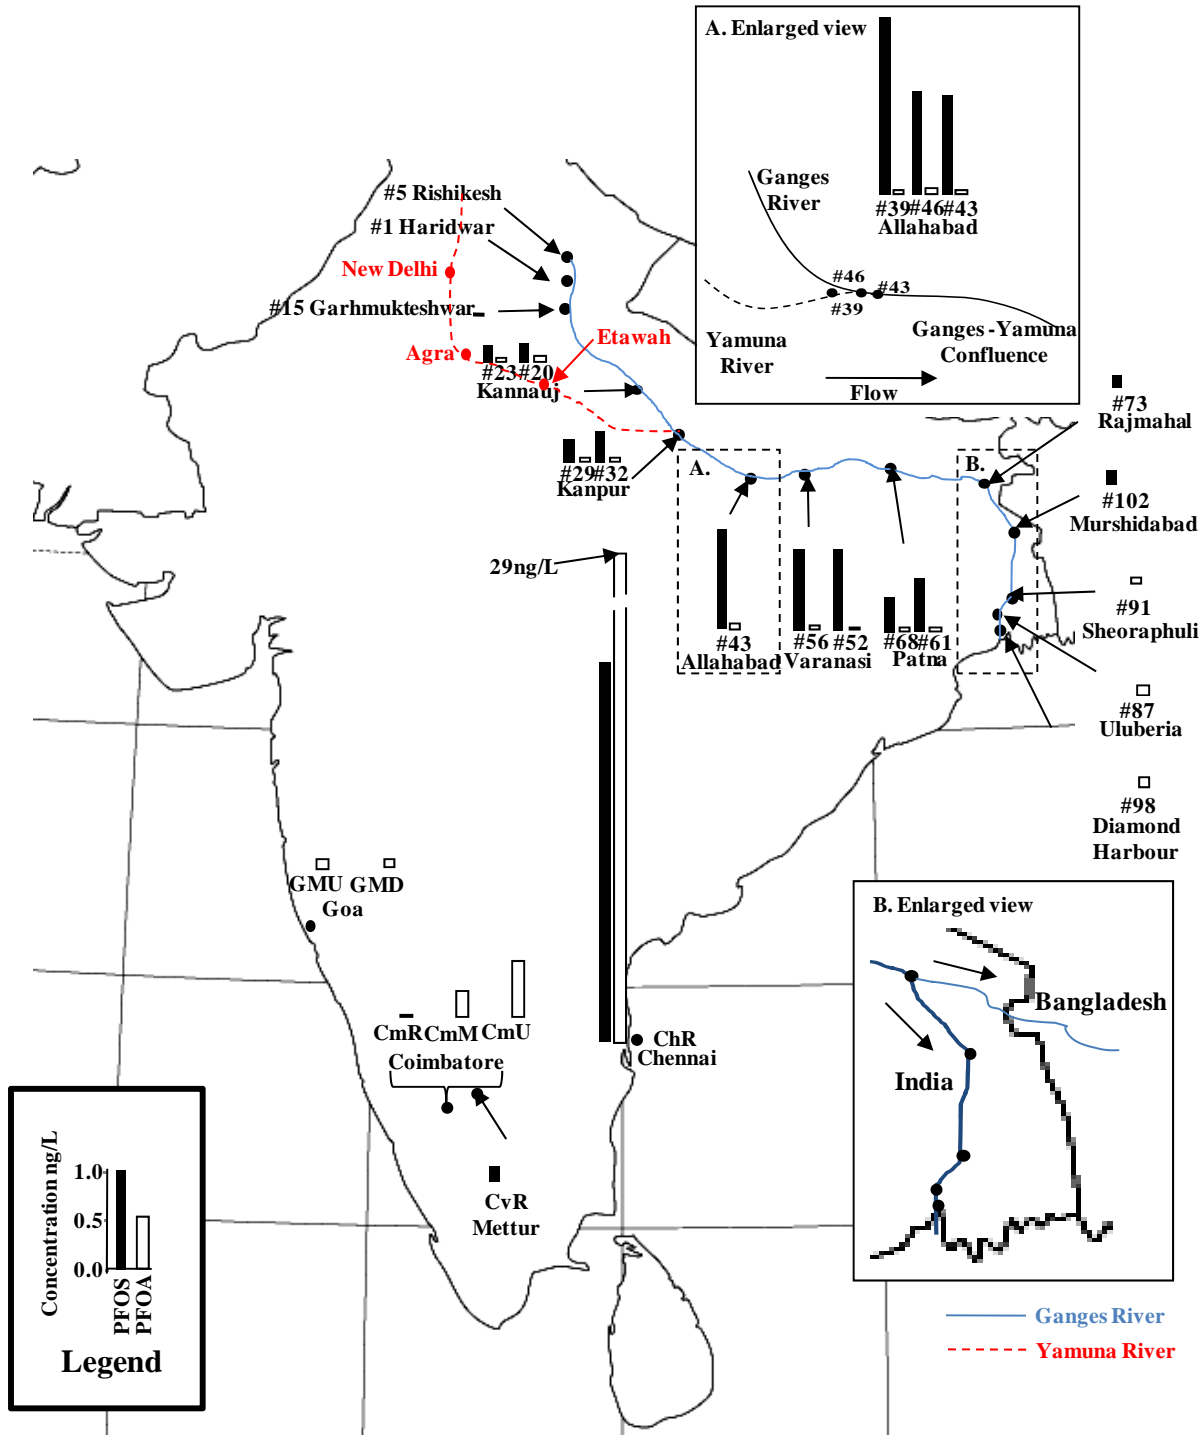 A. Enlarged view
Ganges
River
#39 #46 #43
Allahabad
#46
#43
#39
Yamuna
River
Ganges -Yamuna
Confluence
Flow
#5 Rishikesh
#1 Haridwar
New Delhi
#15 Garhmukteshwar
Etawah
Agra
#23 #20
Kannauj
#29 #32
Kanpur
A.
B.
#73
Rajmahal
#102
Murshidabad
#91
Sheoraphuli
#87
Uluberia
#98
Diamond
Harbour
29ng/L
#43
Allahabad
#56 #52
Varanasi
#68 #61
Patna
GMU GMD
Goa
CmR CmM CmU
Coimbatore
ChR
Chennai
CvR
Mettur
B. Enlarged view
Bangladesh
India
Concentration ng/L
1.0
0.5
0.0
PFOS
PFOA
Legend
Ganges River
Yamuna River